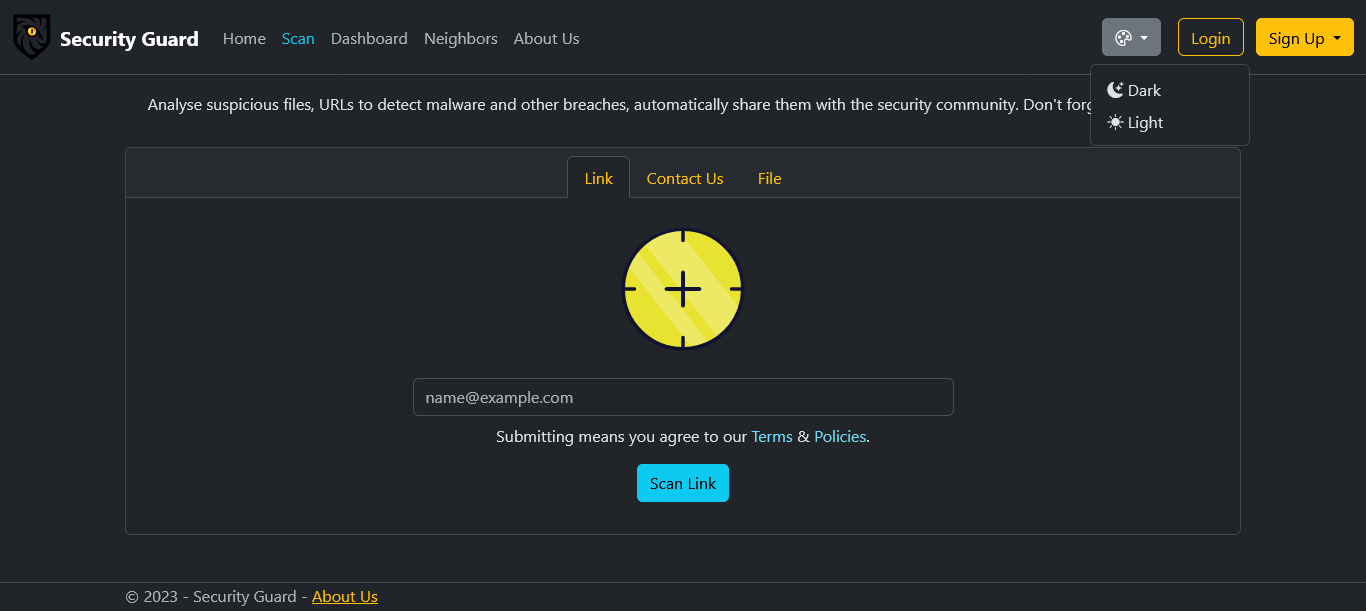 Security Guard Home Scan Dashboard Neighbors About Us Login Sign Up
Dark
Light
Analyse suspicious files, URLs to detect malware and other breaches, automatically share them with the security community. Don't
Link Contact Us File
name@example.com
Submitting means you agree to our Terms & Policies.
Scan Link
© 2023 - Security Guard - About Us